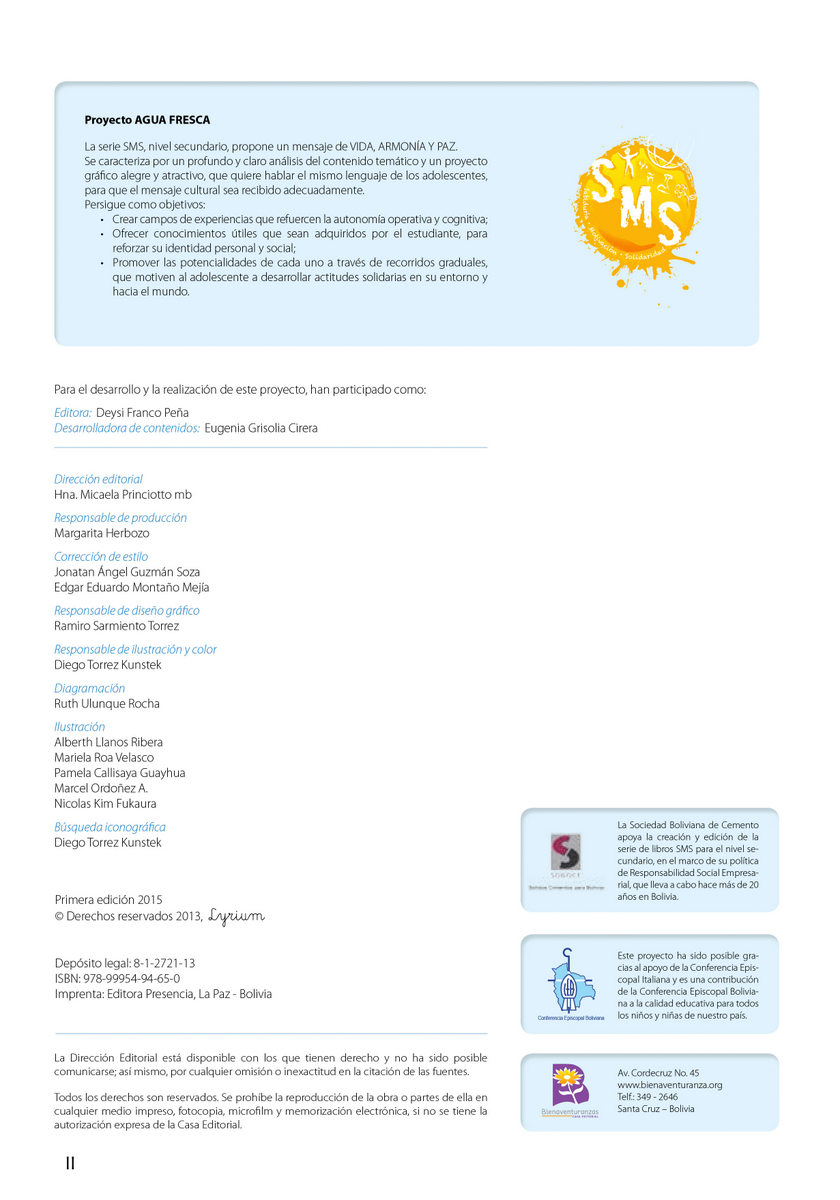 Proyecto AGUA FRESCA
La serie SMS, nivel secundario, propone un mensaje de VIDA, ARMONÍA Y PAZ.
Se caracteriza por un profundo y claro análisis del contenido temático y un proyecto
gráfico alegre y atractivo, que quiere hablar el mismo lenguaje de los adolescentes,
para que el mensaje cultural sea recibido adecuadamente.
Persigue como objetivos:
• Crear campos de experiencias que refuercen la autonomía operativa y cognitiva;
• Ofrecer conocimientos útiles que sean adquiridos por el estudiante, para
reforzar su identidad personal y social;
• Promover las potencialidades de cada uno a través de recorridos graduales,
que motiven al adolescente a desarrollar actitudes solidarias en su entorno y
hacia el mundo.
SMS
Motivación • Solidaridad
Para el desarrollo y la realización de este proyecto, han participado como:
Editora: Deysi Franco Peña
Desarrolladora de contenidos: Eugenia Grisolia Cirera
Dirección editorial
Hna. Micaela Princiotto mb
Responsable de producción
Margarita Herbozo
Corrección de estilo
Jonatan Ángel Guzmán Soza
Edgar Eduardo Montaño Mejía
Responsable de diseño gráfico
Ramiro Sarmiento Torrez
Responsable de ilustración y color
Diego Torrez Kunstek
Diagramación
Ruth Ulunque Rocha
Ilustración
Alberth Llanos Ribera
Mariela Roa Velasco
Pamela Callisaya Guayhua
Marcel Ordoñez A.
Nicolas Kim Fukaura
Búsqueda iconográfica
Diego Torrez Kunstek
Primera edición 2015
© Derechos reservados 2013, Lyrium
Depósito legal: 8-1-2721-13
ISBN: 978-99954-94-65-0
Imprenta: Editora Presencia, La Paz - Bolivia
La Dirección Editorial está disponible con los que tienen derecho y no ha sido posible
comunicarse; así mismo, por cualquier omisión o inexactitud en la citación de las fuentes.
Todos los derechos son reservados. Se prohíbe la reproducción de la obra o partes de ella en
cualquier medio impreso, fotocopia, microfilm y memorización electrónica, si no se tiene la
autorización expresa de la Casa Editorial.
II
SOBOCE
La Sociedad Boliviana de Cemento
apoya la creación y edición de la
serie de libros SMS para el nivel se-
cundario, en el marco de su política
de Responsabilidad Social Empresa-
rial, que lleva a cabo hace más de 20
años en Bolivia.
Conferencia Episcopal Boliviana
Este proyecto ha sido posible gra-
cias al apoyo de la Conferencia Epis-
copal Italiana y es una contribución
de la Conferencia Episcopal Bolivia-
na a la calidad educativa para todos
los niños y niñas de nuestro país.
Bienaventuranzas
CASA EDITORIAL
Av. Cordecruz No. 45
www.bienaventuranza.org
Telf.: 349 - 2646
Santa Cruz – Bolivia